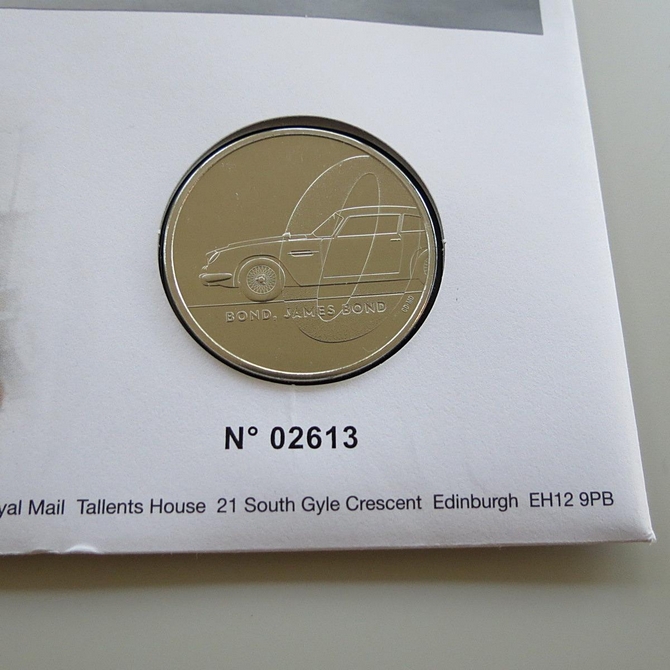 BOND. JAMES BOND
N° 02613
yal Mail Tallents House 21 South Gyle Crescent Edinburgh EH12 9PB